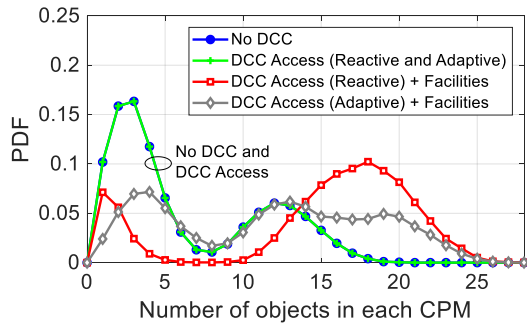 0.25
0.2
0.15
0.1
0.05
0
PDF
No DCC
DCC Access (Reactive and Adaptive)
DCC Access (Reactive) + Facilities
DCC Access (Adaptive) + Facilities
No DCC and
DCC Access
0 5 10 15 20 25
Number of objects in each CPM